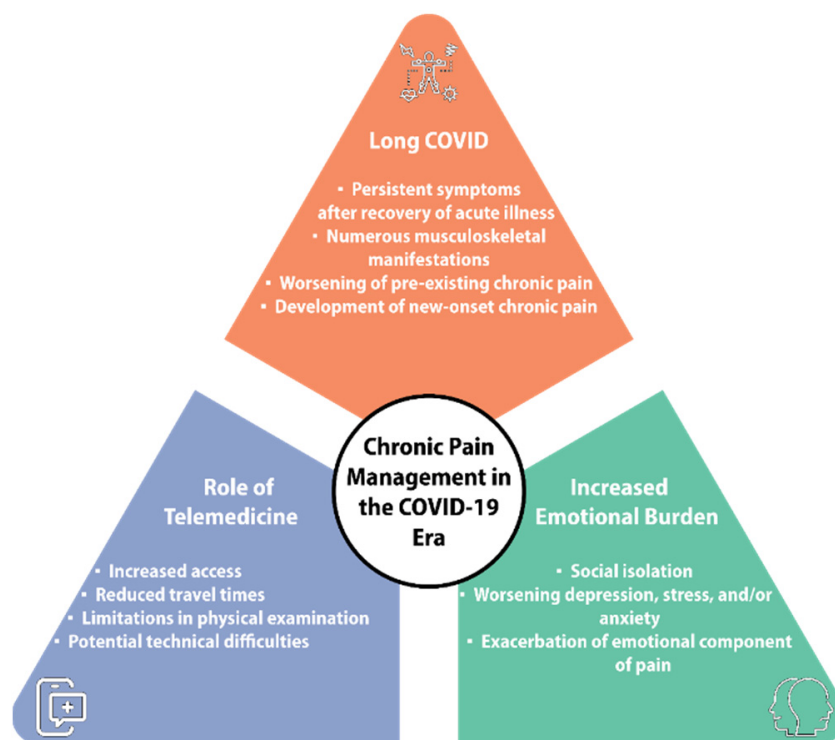 Long COVID
▪ Persistent symptoms
after recovery of acute illness
▪ Numerous musculoskeletal
manifestations
▪ Worsening of pre-existing chronic pain
▪ Development of new-onset chronic pain
Chronic Pain
Management in
the COVID-19
Era
Role of
Telemedicine
▪ Increased access
▪ Reduced travel times
▪ Limitations in physical examination
▪ Potential technical difficulties
Increased
Emotional Burden
▪ Social isolation
▪ Worsening depression, stress, and/or
anxiety
▪ Exacerbation of emotional component
of pain